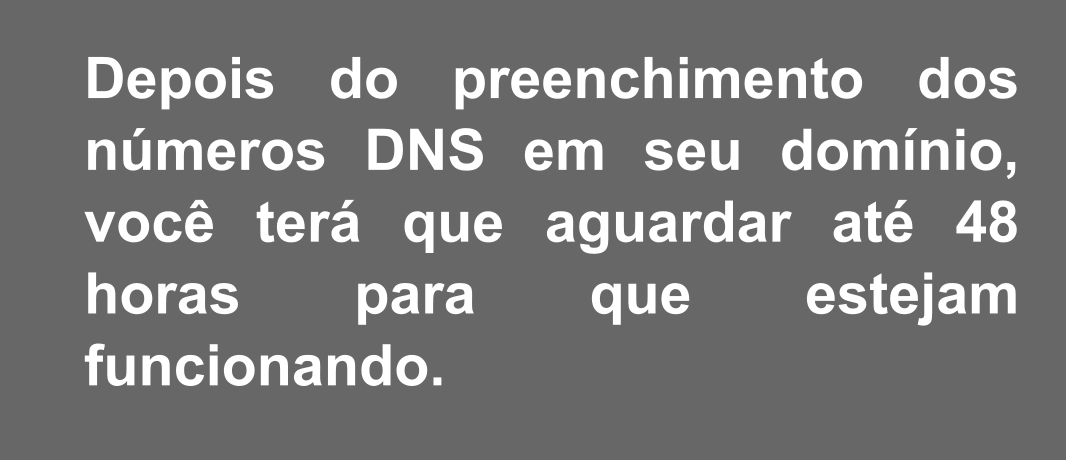 Depois do preenchimento dos
números DNS em seu domínio,
você terá que aguardar até 48
horas para que estejam
funcionando.